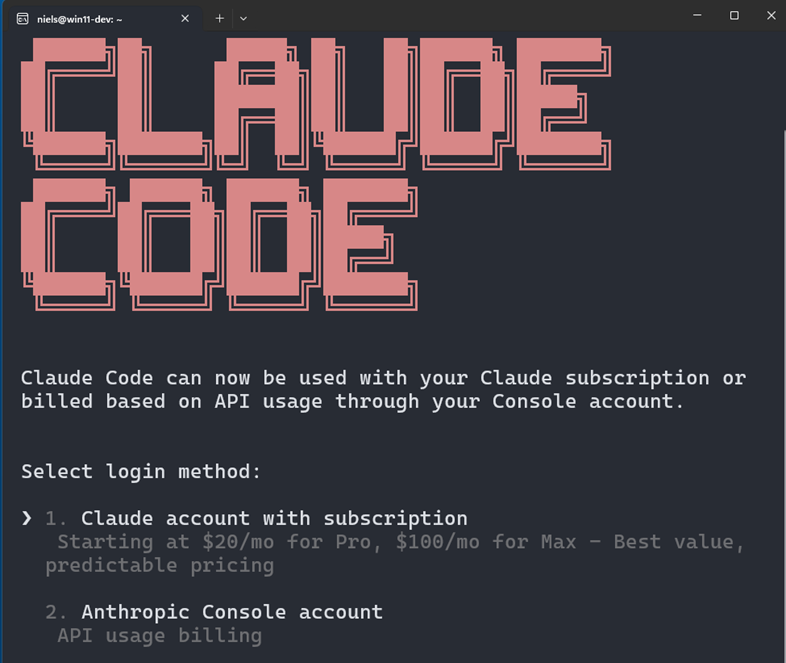 niels@win11-dev: ~
CLAUDE
CODE
Claude Code can now be used with your Claude subscription or
billed based on API usage through your Console account.
Select login method:
❯ 1. Claude account with subscription
Starting at $20/mo for Pro, $100/mo for Max - Best value,
predictable pricing
2. Anthropic Console account
API usage billing